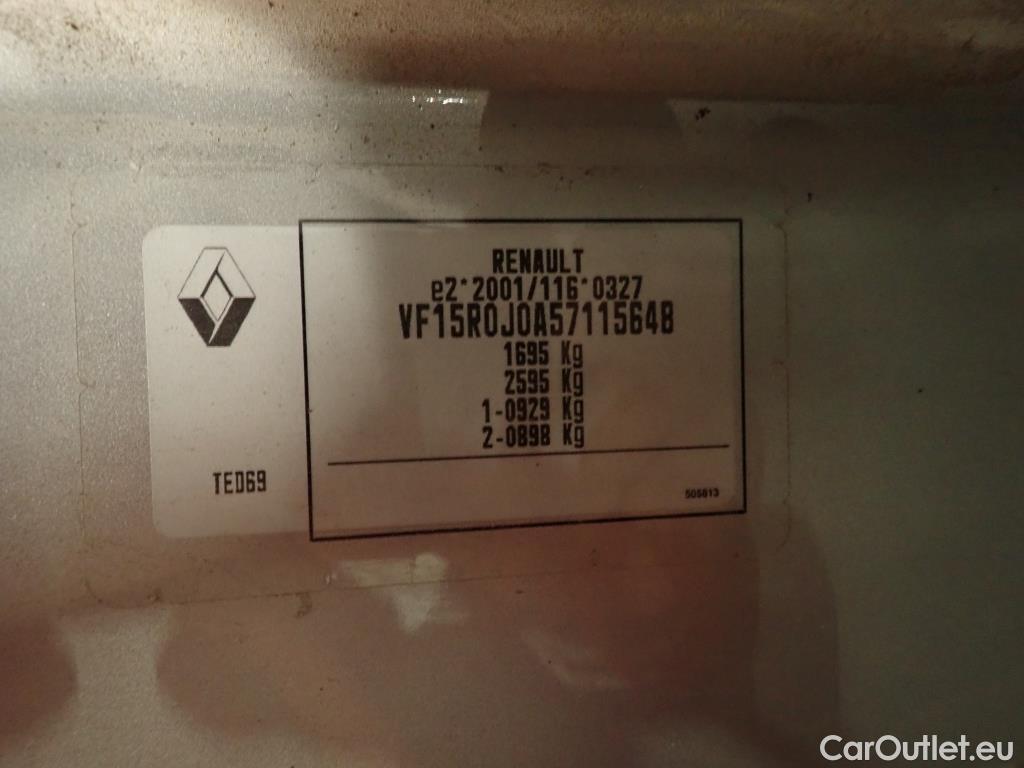 RENAULT
e2*2001/116*0327
VF15R0J0A57115648
1695 Kg
2595 Kg
1-0929 Kg
2-0898 Kg
TED69
505813
CarOutlet.eu